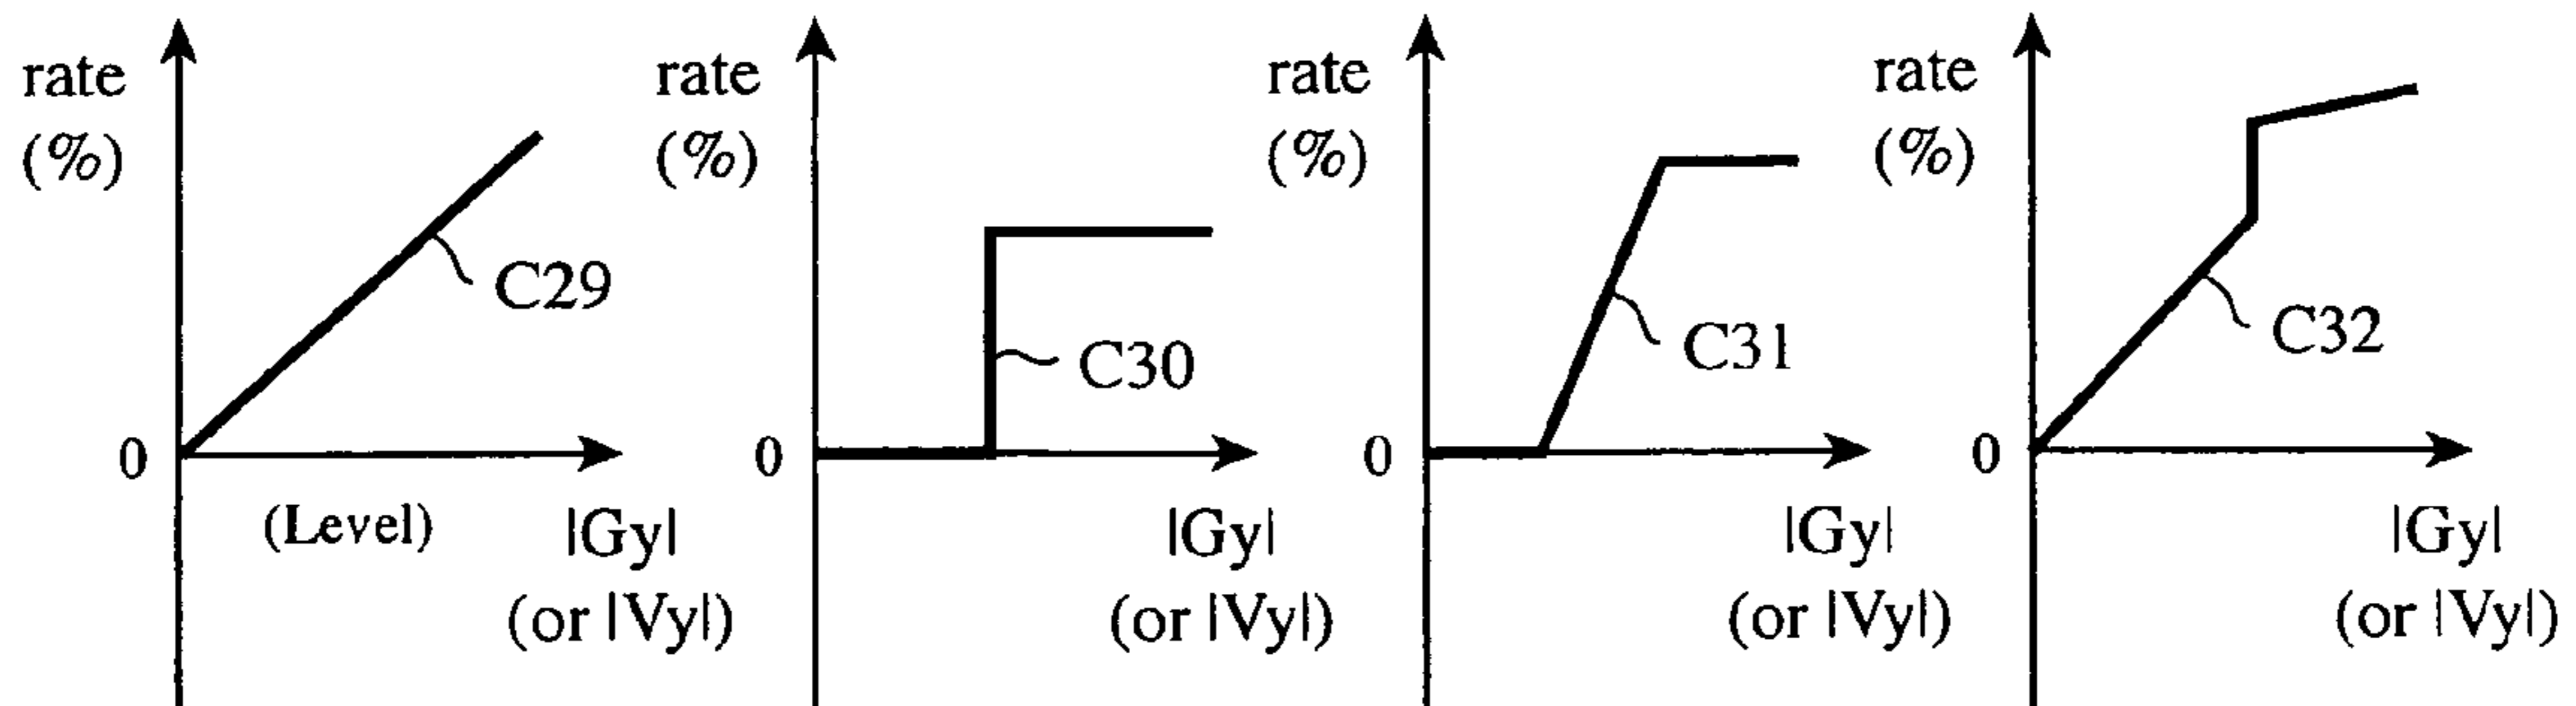 rate
(%)
C29
0
(Level)
|Gy|
(or |Vy|)
rate
(%)
C30
0
|Gy|
(or |Vy|)
rate
(%)
C31
0
|Gy|
(or |Vy|)
rate
(%)
C32
0
|Gy|
(or |Vy|)